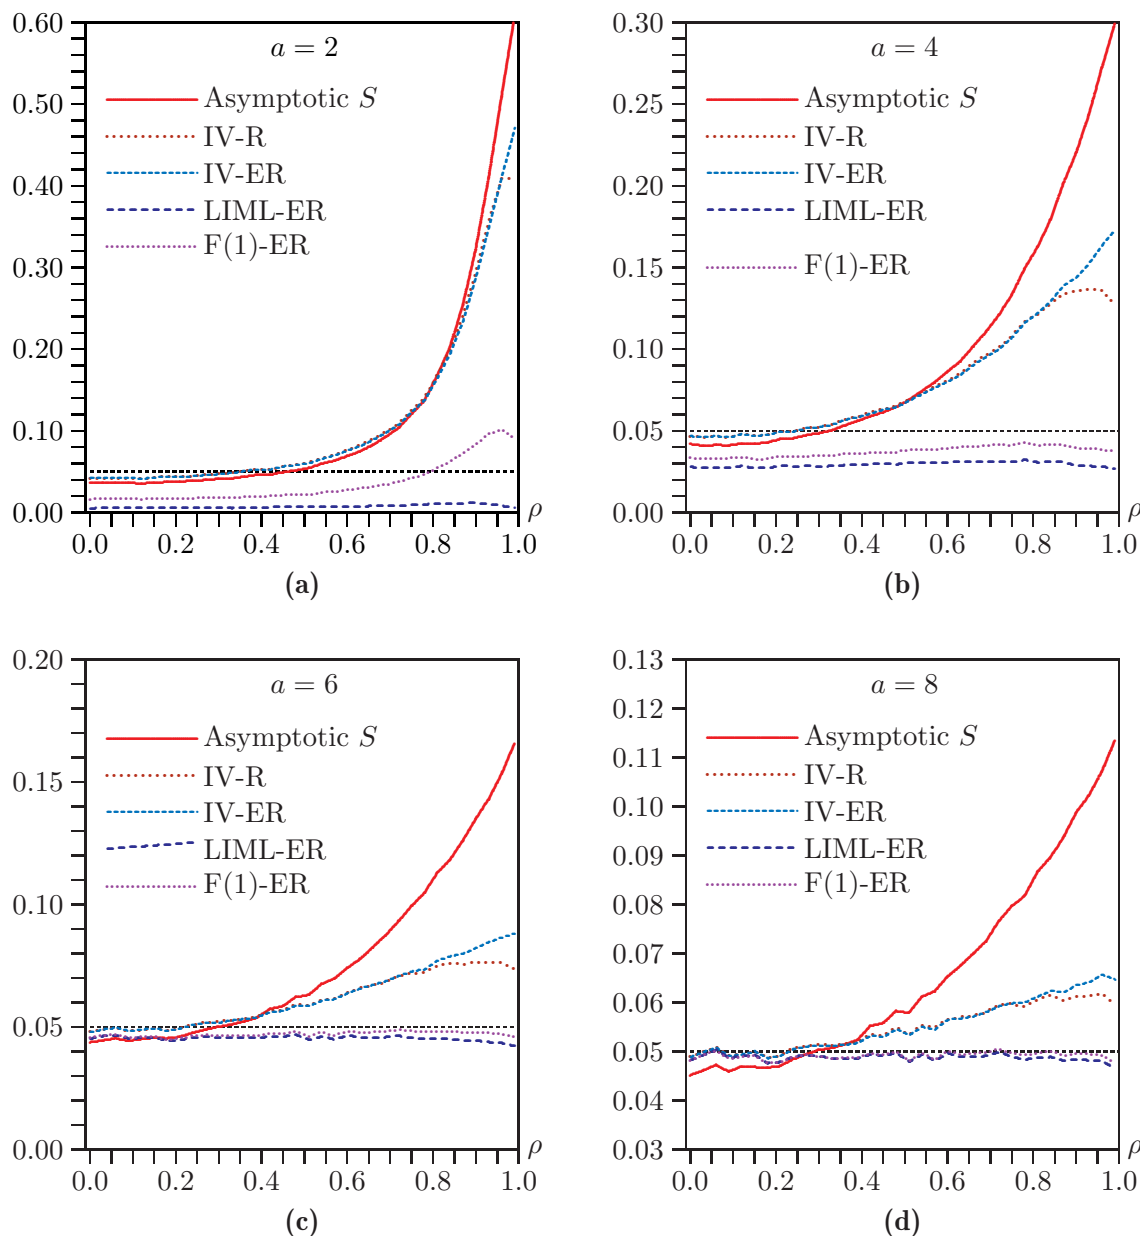 a = 2
Asymptotic S
IV-R
IV-ER
LIML-ER
F(1)-ER
0.60
0.50
0.40
0.30
0.20
0.10
0.00
0.0 0.2 0.4 0.6 0.8 1.0
ρ
(a)
a = 4
Asymptotic S
IV-R
IV-ER
LIML-ER
F(1)-ER
0.30
0.25
0.20
0.15
0.10
0.05
0.00
0.0 0.2 0.4 0.6 0.8 1.0
ρ
(b)
a = 6
Asymptotic S
IV-R
IV-ER
LIML-ER
F(1)-ER
0.20
0.15
0.10
0.05
0.00
0.0 0.2 0.4 0.6 0.8 1.0
ρ
(c)
a = 8
Asymptotic S
IV-R
IV-ER
LIML-ER
F(1)-ER
0.13
0.12
0.11
0.10
0.09
0.08
0.07
0.06
0.05
0.04
0.03
0.0 0.2 0.4 0.6 0.8 1.0
ρ
(d)